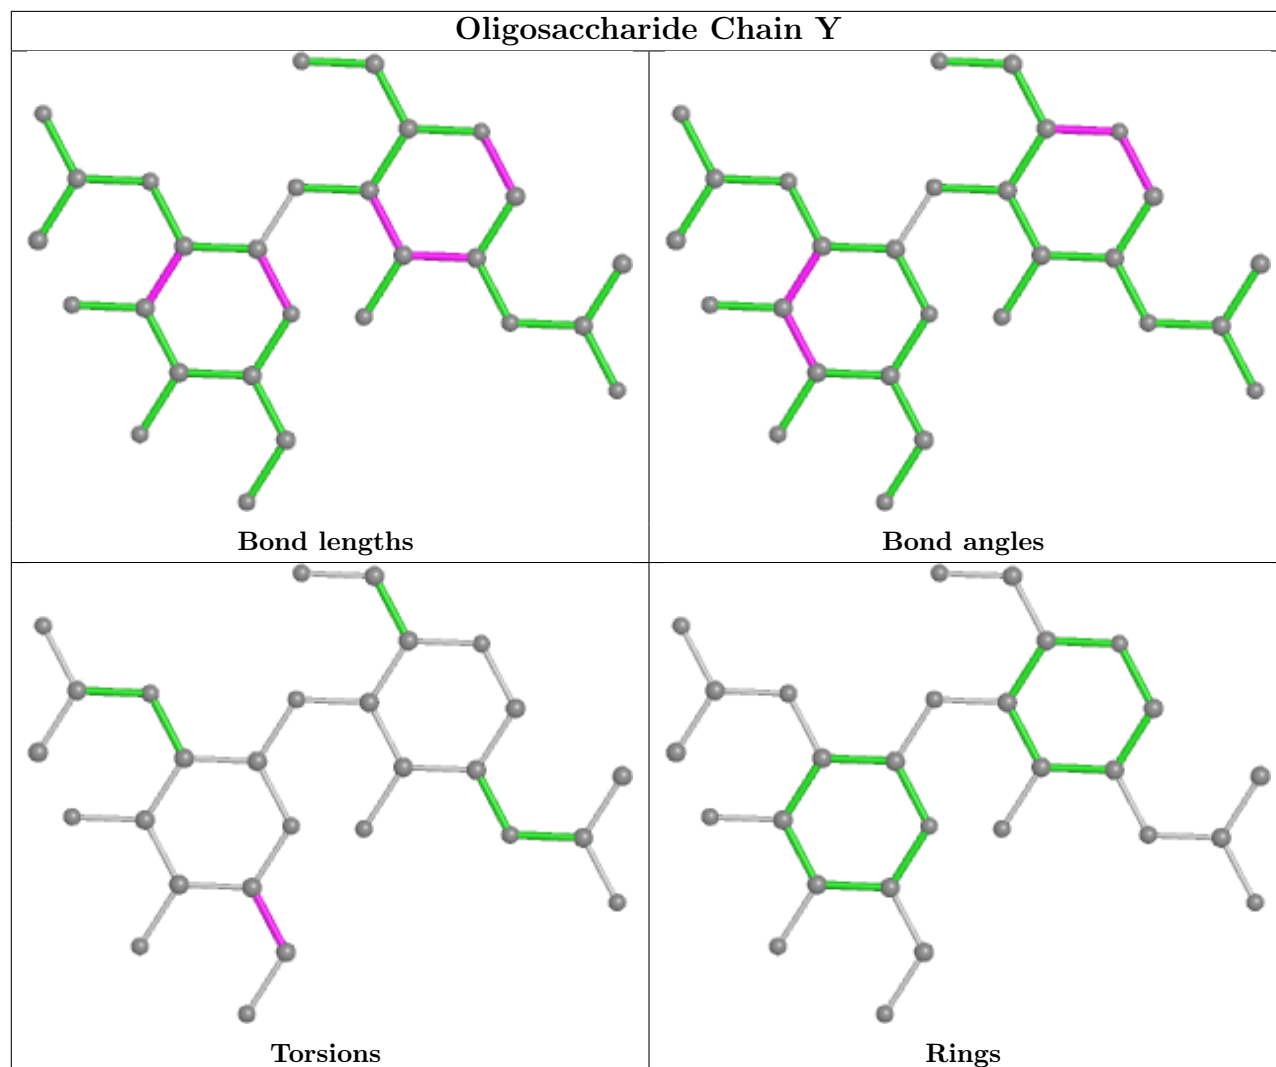 Oligosaccharide Chain Y
Bond lengths
Bond angles
Torsions
Rings